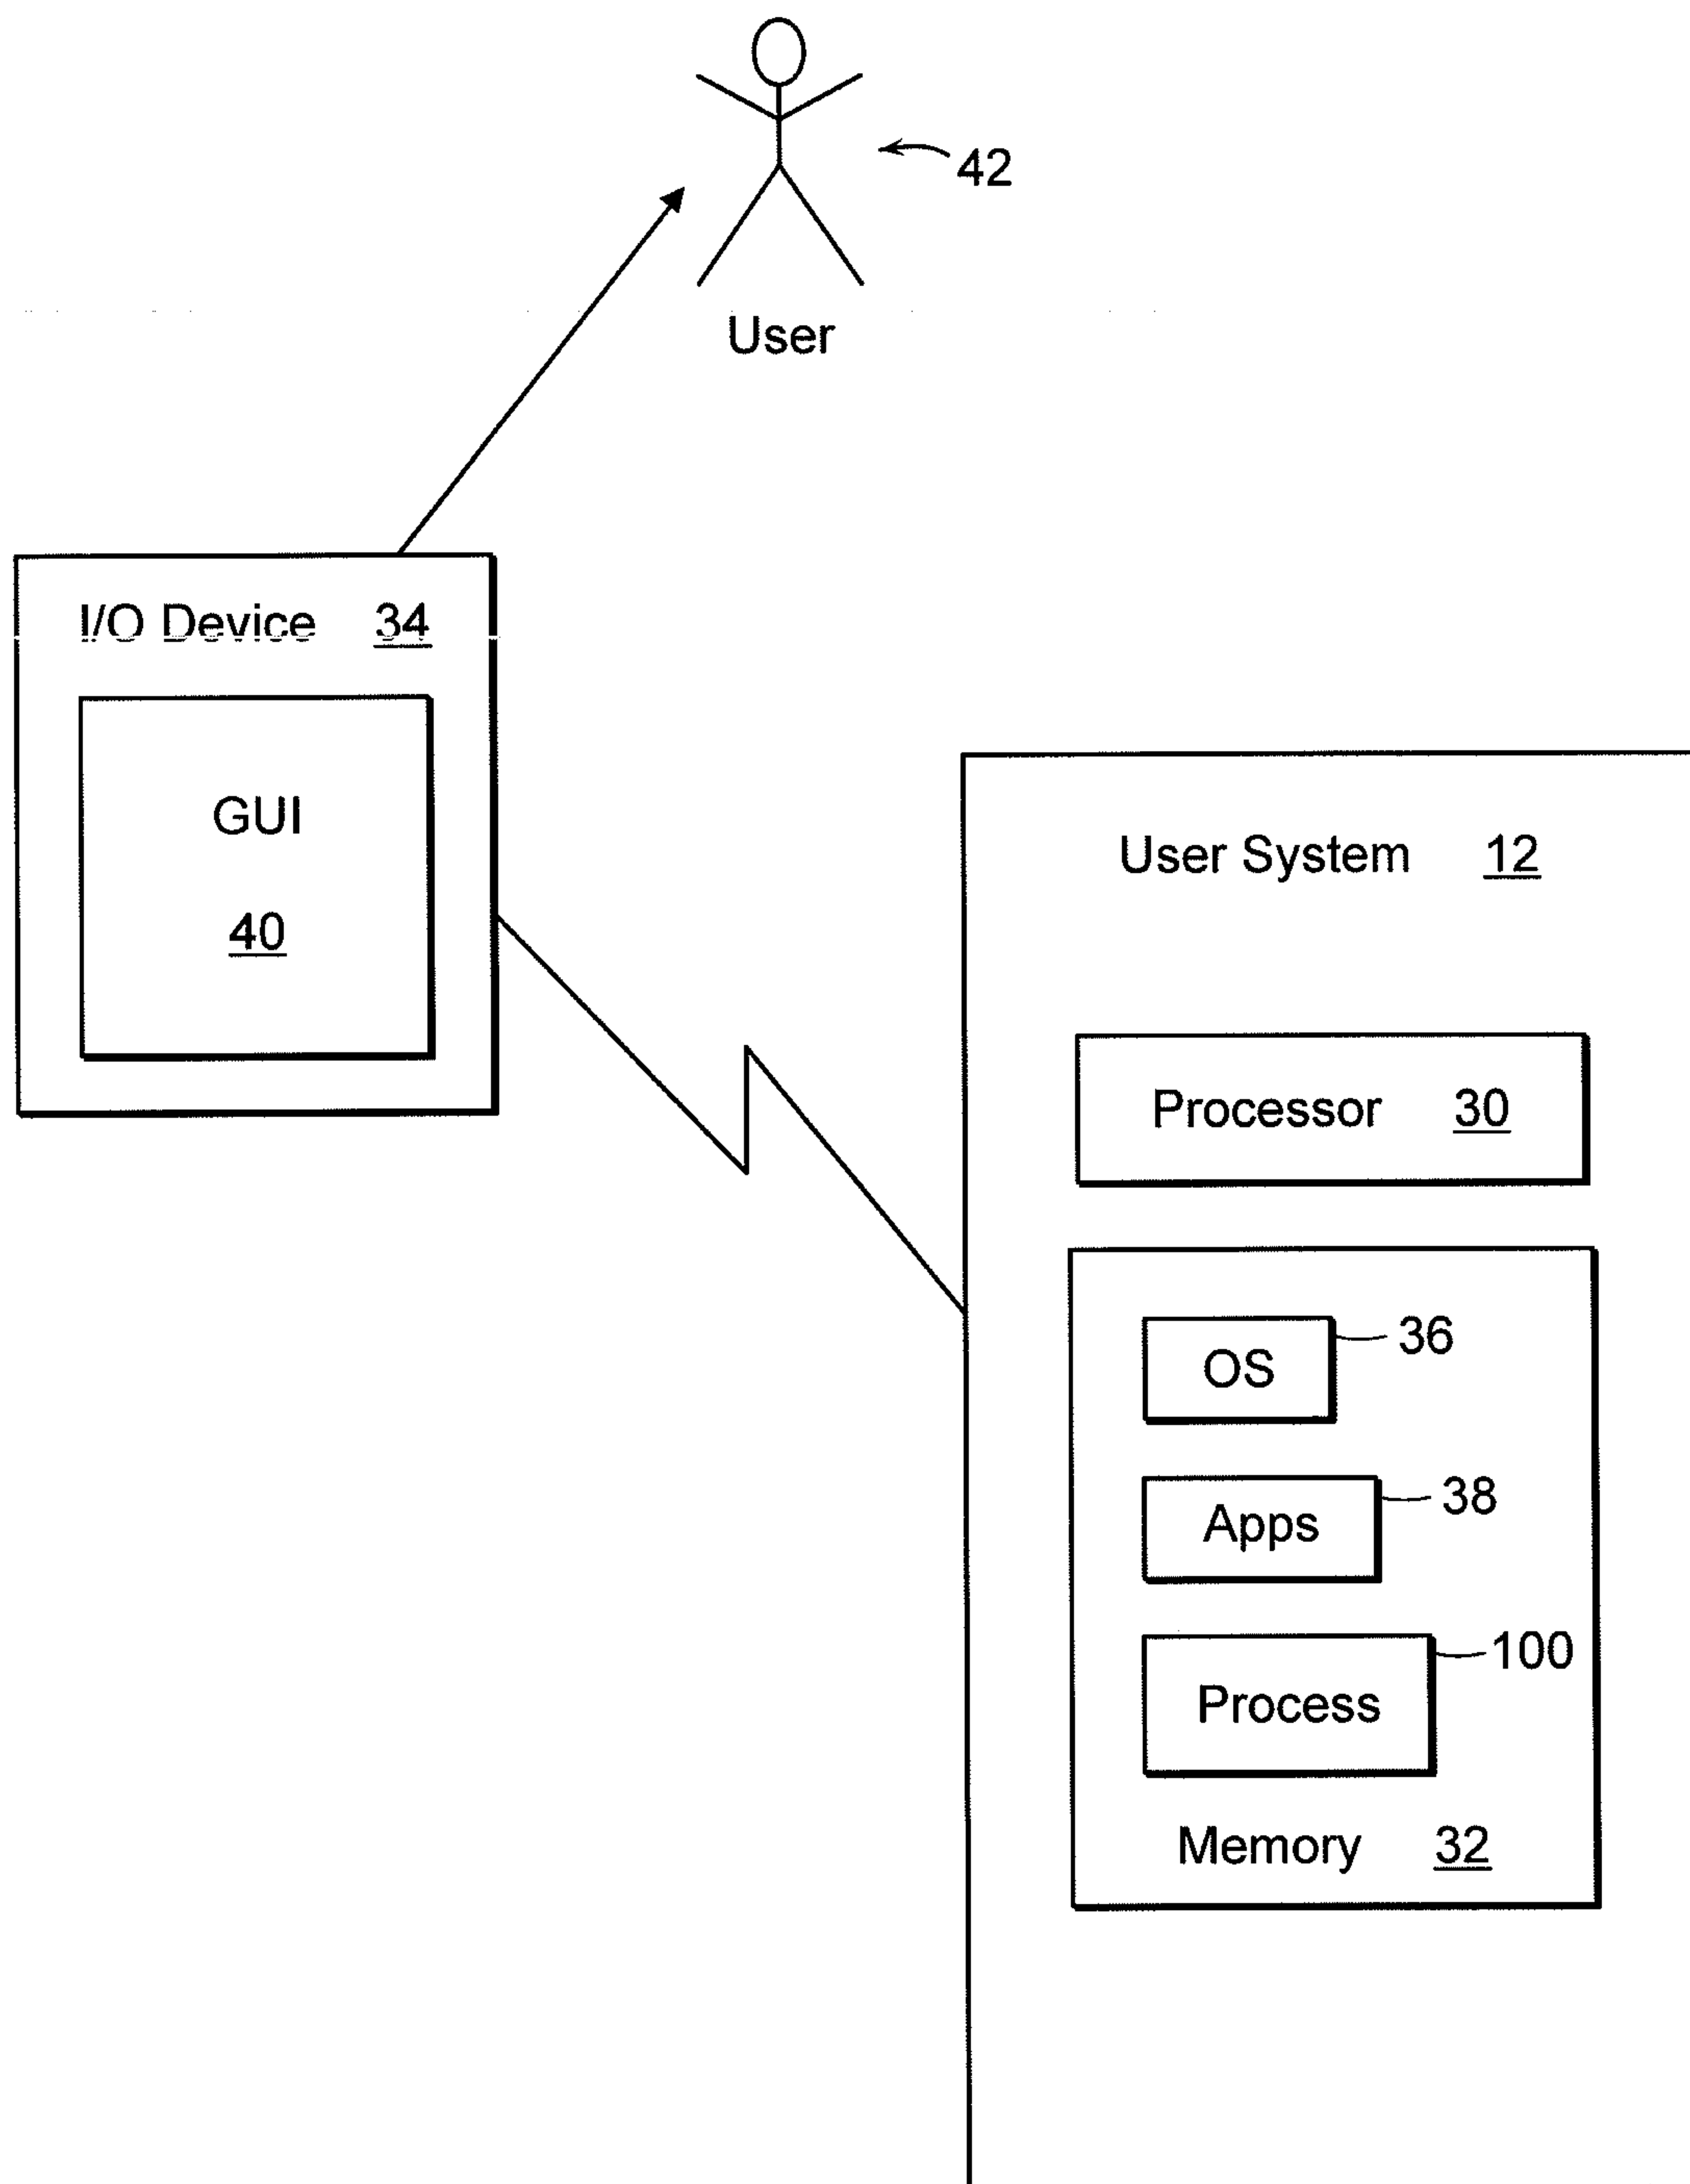 42
User
I/O Device 34
GUI
40
User System 12
Processor 30
OS
36
Apps
38
Process
100
Memory 32